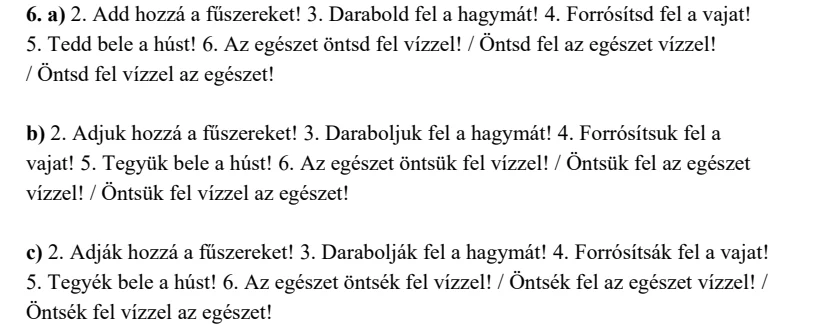 6. a) 2. Add hozzá a fűszereket! 3. Darabold fel a hagymát! 4. Forrósítsd fel a vajat!
5. Tedd bele a húst! 6. Az egészet öntsd fel vízzel! / Öntsd fel az egészet vízzel!
/ Öntsd fel vízzel az egészet!
b) 2. Adjuk hozzá a fűszereket! 3. Daraboljuk fel a hagymát! 4. Forrósítsuk fel a
vajat! 5. Tegyük bele a húst! 6. Az egészet öntsük fel vízzel! / Öntsük fel az egészet
vízzel! / Öntsük fel vízzel az egészet!
c) 2. Adják hozzá a fűszereket! 3. Darabolják fel a hagymát! 4. Forrósítsák fel a vajat!
5. Tegyék bele a húst! 6. Az egészet öntsék fel vízzel! / Öntsék fel az egészet vízzel! /
Öntsék fel vízzel az egészet!